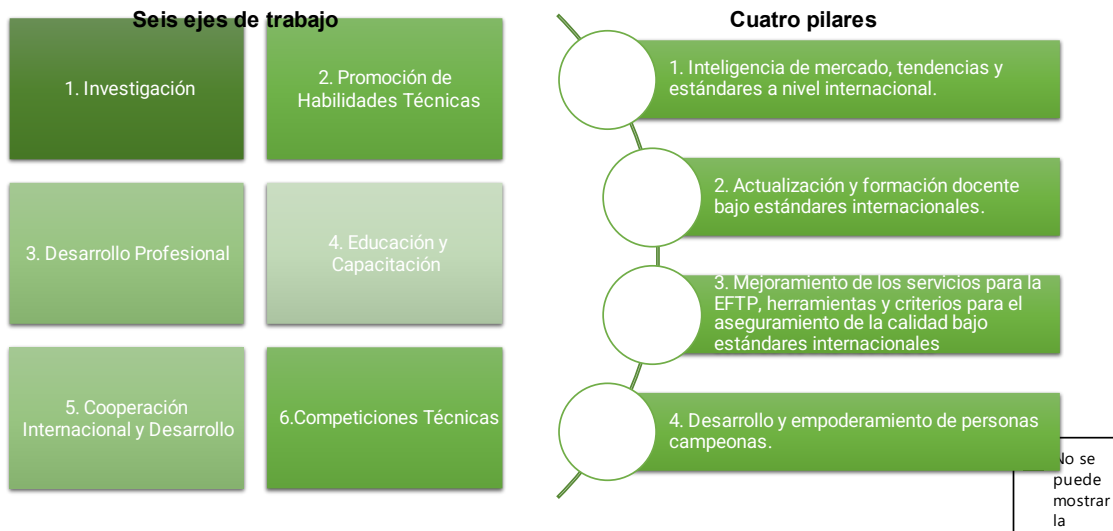 Seis ejes de trabajo
1. Investigación
2. Promoción de
Habilidades Técnicas
3. Desarrollo Profesional
4. Educación y
Capacitación
5. Cooperación
Internacional y Desarrollo
6.Competiciones Técnicas
Cuatro pilares
1. Inteligencia de mercado, tendencias y
estándares a nivel internacional.
2. Actualización y formación docente
bajo estándares internacionales.
3. Mejoramiento de los servicios para la
EFTP, herramientas y criterios para el
aseguramiento de la calidad bajo
estándares internacionales
4. Desarrollo y empoderamiento de personas
campeonas.
No se
puede
mostrar
la